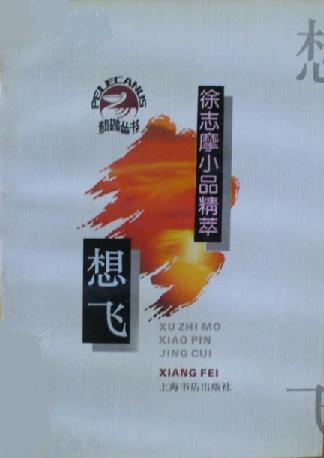 想
PELECANUS
鹈鹕丛书
徐志摩小品精萃
想飞
XU ZHI MO
XIAO PIN
JING CUI
XIANG FEI
上海书店出版社
飞